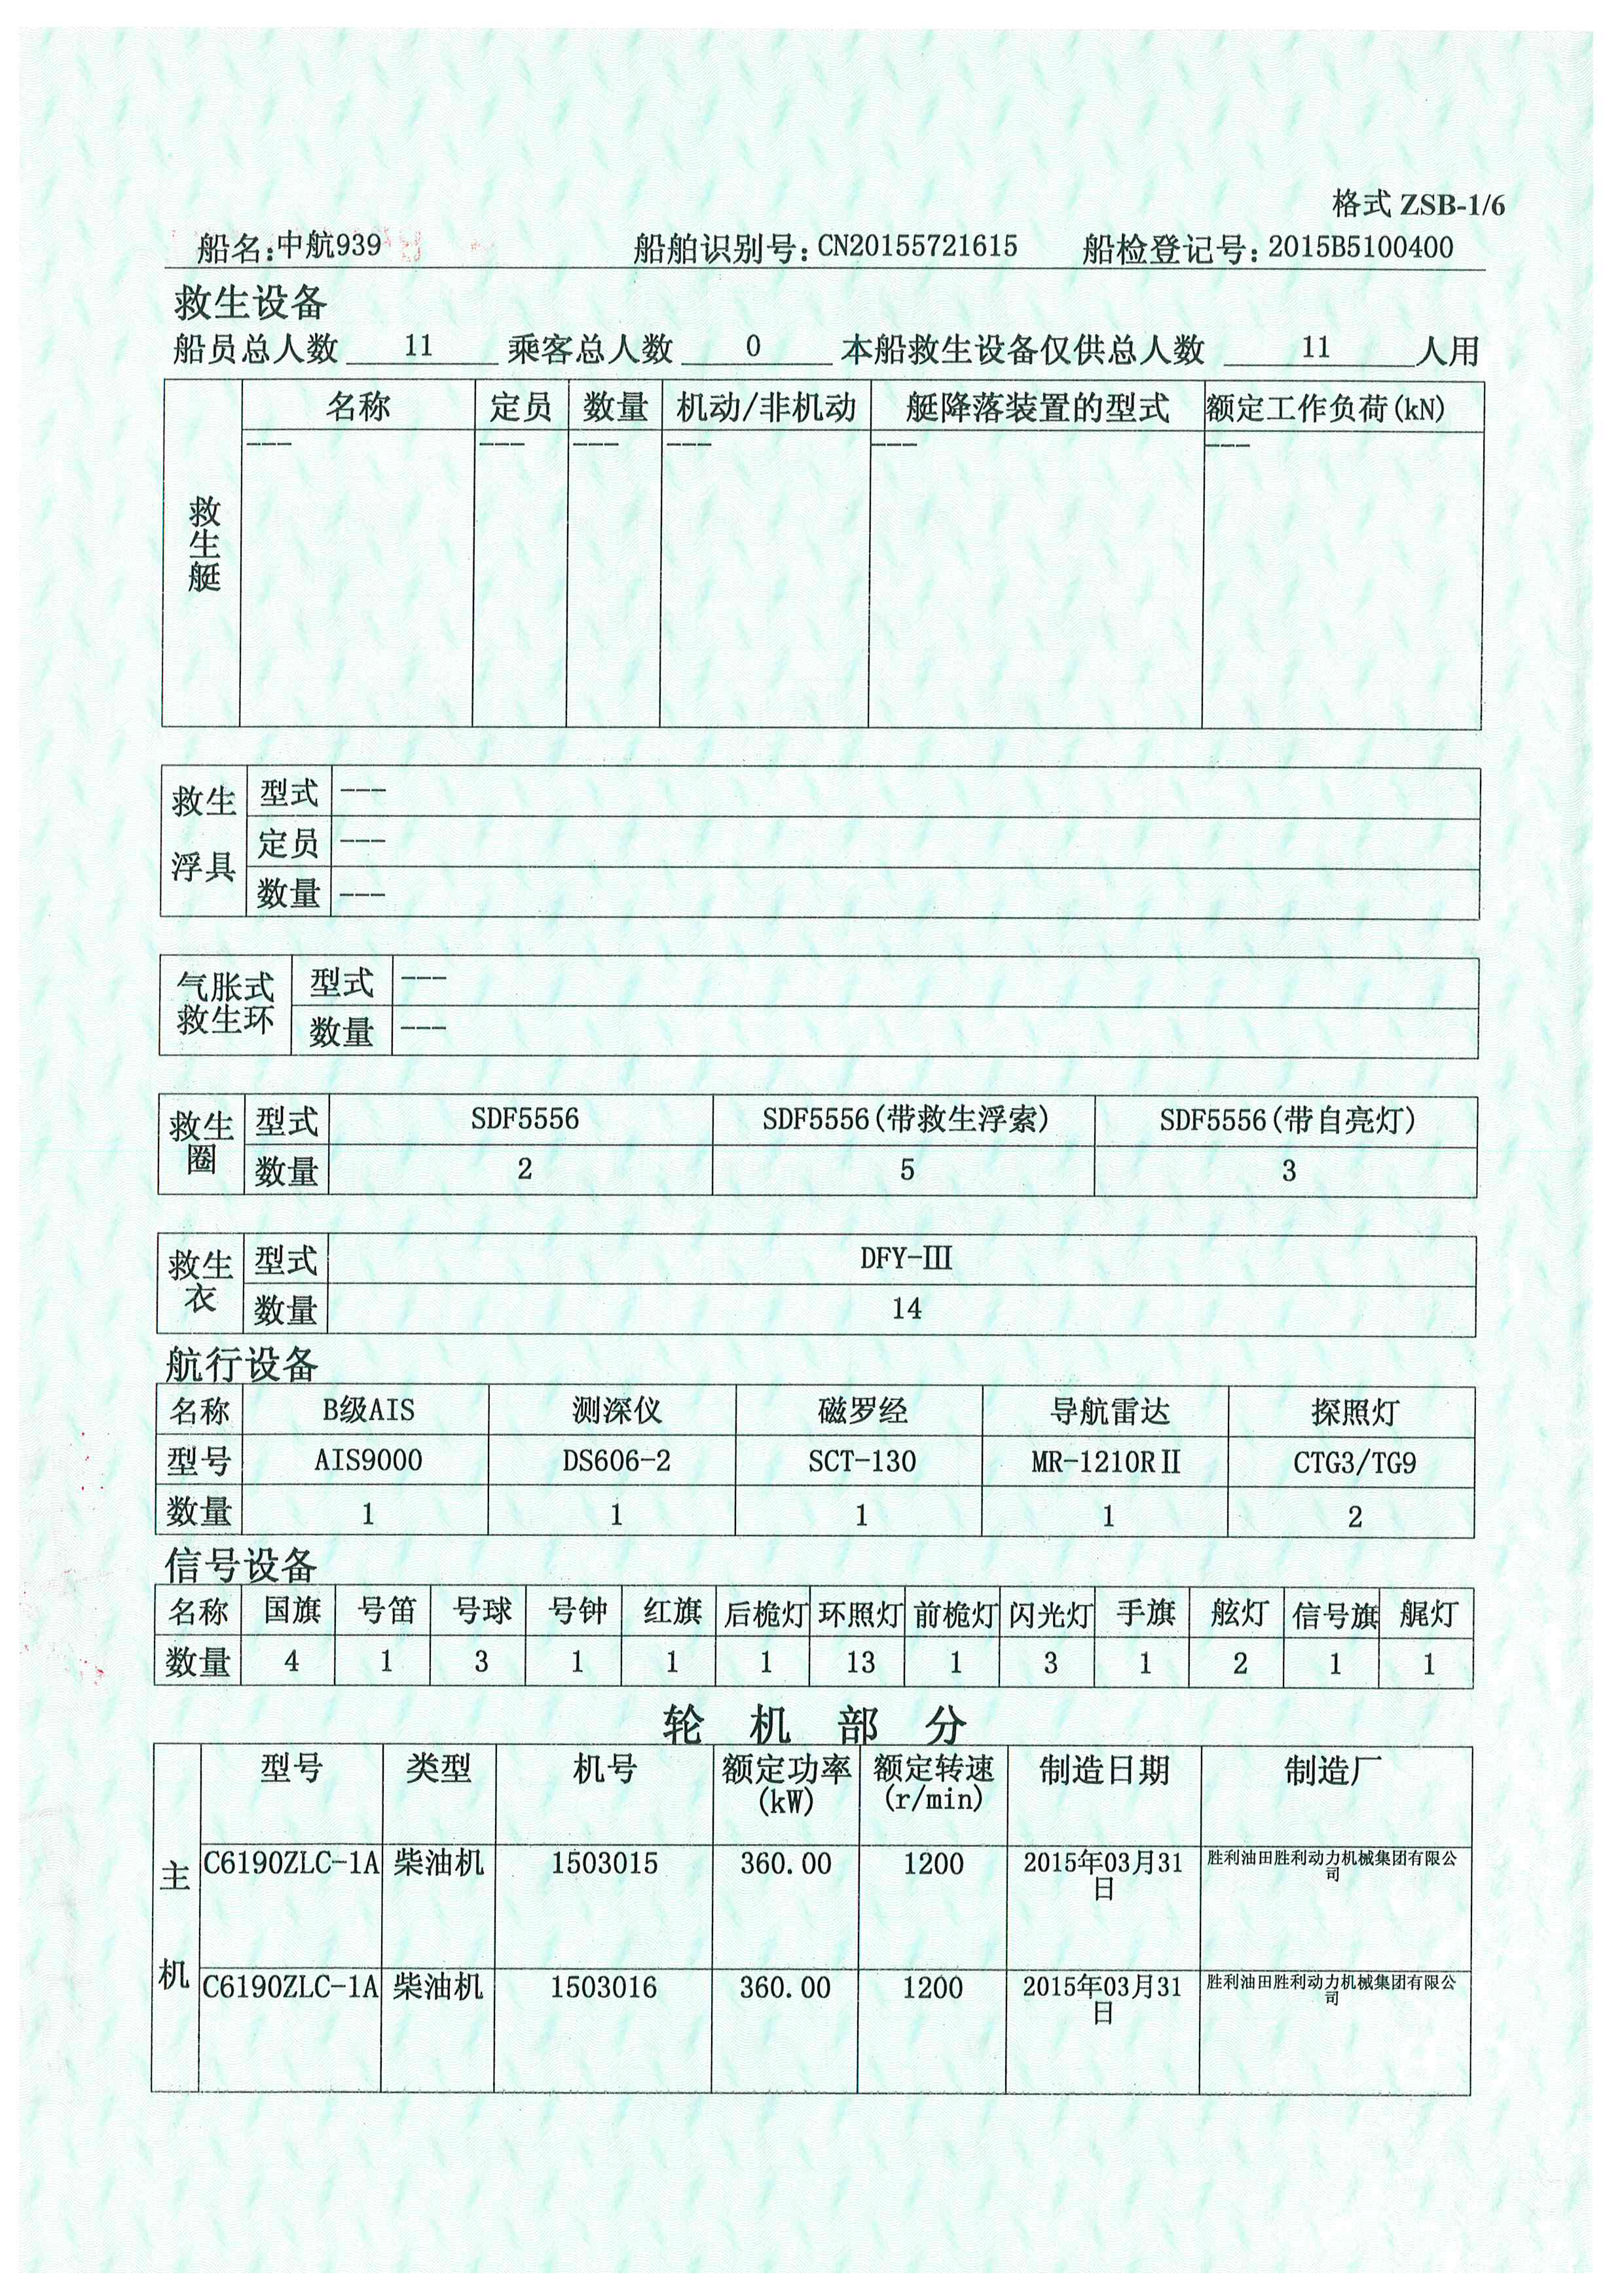 格式 ZSB-1/6
船名:中航939 船舶识别号:CN20155721615 船检登记号:2015B5100400
救生设备
船员总人数 11 乘客总人数 0 本船救生设备仅供总人数 11 人用
救生艇
名称 定员 数量 机动/非机动 艇降落装置的型式 额定工作负荷(kN)
--- --- --- --- --- ---
救生浮具
型式 ---
定员 ---
数量 ---
气胀式救生环
型式 ---
数量 ---
救生圈
型式 SDF5556 SDF5556(带救生浮索) SDF5556(带自亮灯)
数量 2 5 3
救生衣
型式 DFY-III
数量 14
航行设备
名称 B级AIS 测深仪 磁罗经 导航雷达 探照灯
型号 AIS9000 DS606-2 SCT-130 MR-1210RⅡ CTG3/TG9
数量 1 1 1 1 2
信号设备
名称 国旗 号笛 号球 号钟 红旗 后桅灯 环照灯 前桅灯 闪光灯 手旗 舷灯 信号旗 艉灯
数量 4 1 3 1 1 1 13 1 3 1 2 1 1
轮机部分
主机
型号 类型 机号 额定功率(kW) 额定转速(r/min) 制造日期 制造厂
C6190ZLC-1A 柴油机 1503015 360.00 1200 2015年03月31日 胜利油田胜利动力机械集团有限公司
C6190ZLC-1A 柴油机 1503016 360.00 1200 2015年03月31日 胜利油田胜利动力机械集团有限公司